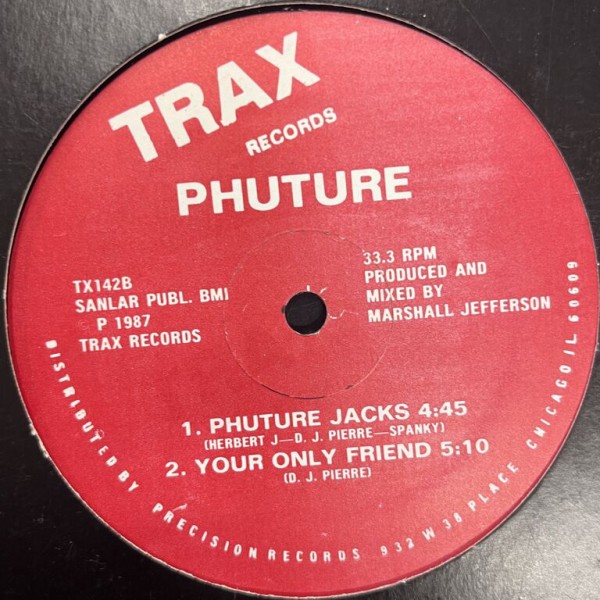 TRAX
RECORDS
PHUTURE
TX142B
SANLAR PUBL. BMI
P 1987
TRAX RECORDS
33.3 RPM
PRODUCED AND
MIXED BY
MARSHALL JEFFERSON
1. PHUTURE JACKS 4:45
(HERBERT J—D. J. PIERRE—SPANKY)
2. YOUR ONLY FRIEND 5:10
(D. J. PIERRE)
DISTRIBUTED BY PRECISION RECORDS 932 W 38 PLACE CHICAGO IL 60609